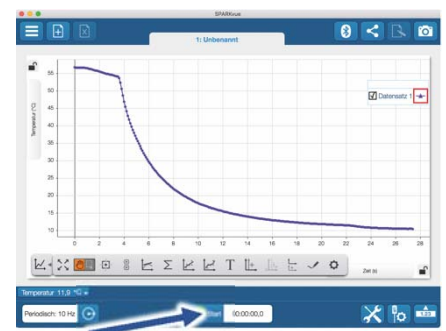 SPARKvue
1: Unbenannt
Temperatur (°C)
55
50
45
40
35
30
25
20
15
10
Datensatz 1
0 2 4 6 8 10 12 14 16 18 20 22 24 26 28
Zeit (s)
Σ T
Temperatur 11,9 °C
Periodisch: 10 Hz
Start
00:00:00,0
1.23